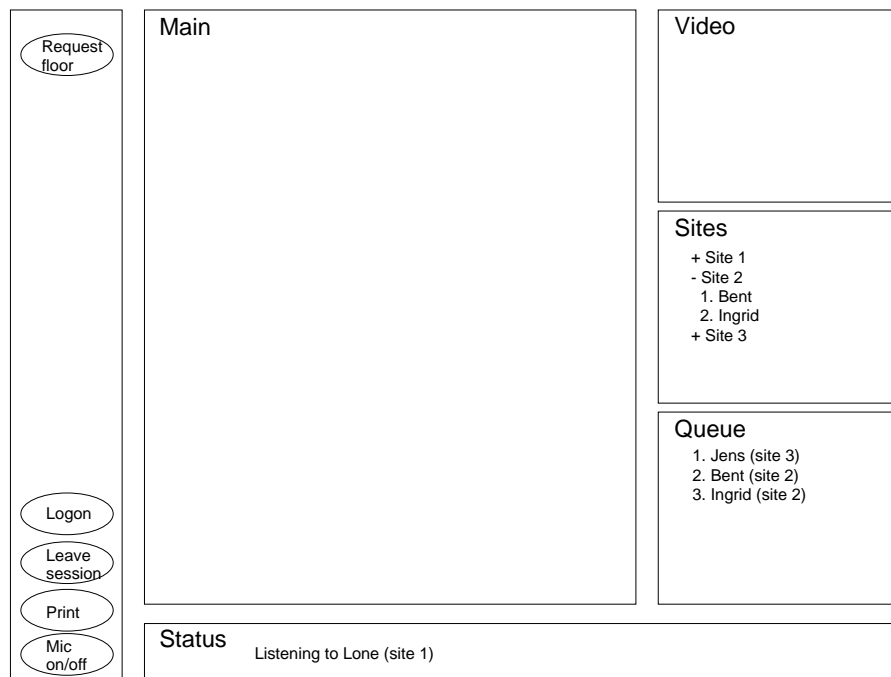 Request
floor
Logon
Leave
session
Print
Mic
on/off
Main
Video
Sites
+ Site 1
- Site 2
1. Bent
2. Ingrid
+ Site 3
Queue
1. Jens (site 3)
2. Bent (site 2)
3. Ingrid (site 2)
Status
Listening to Lone (site 1)